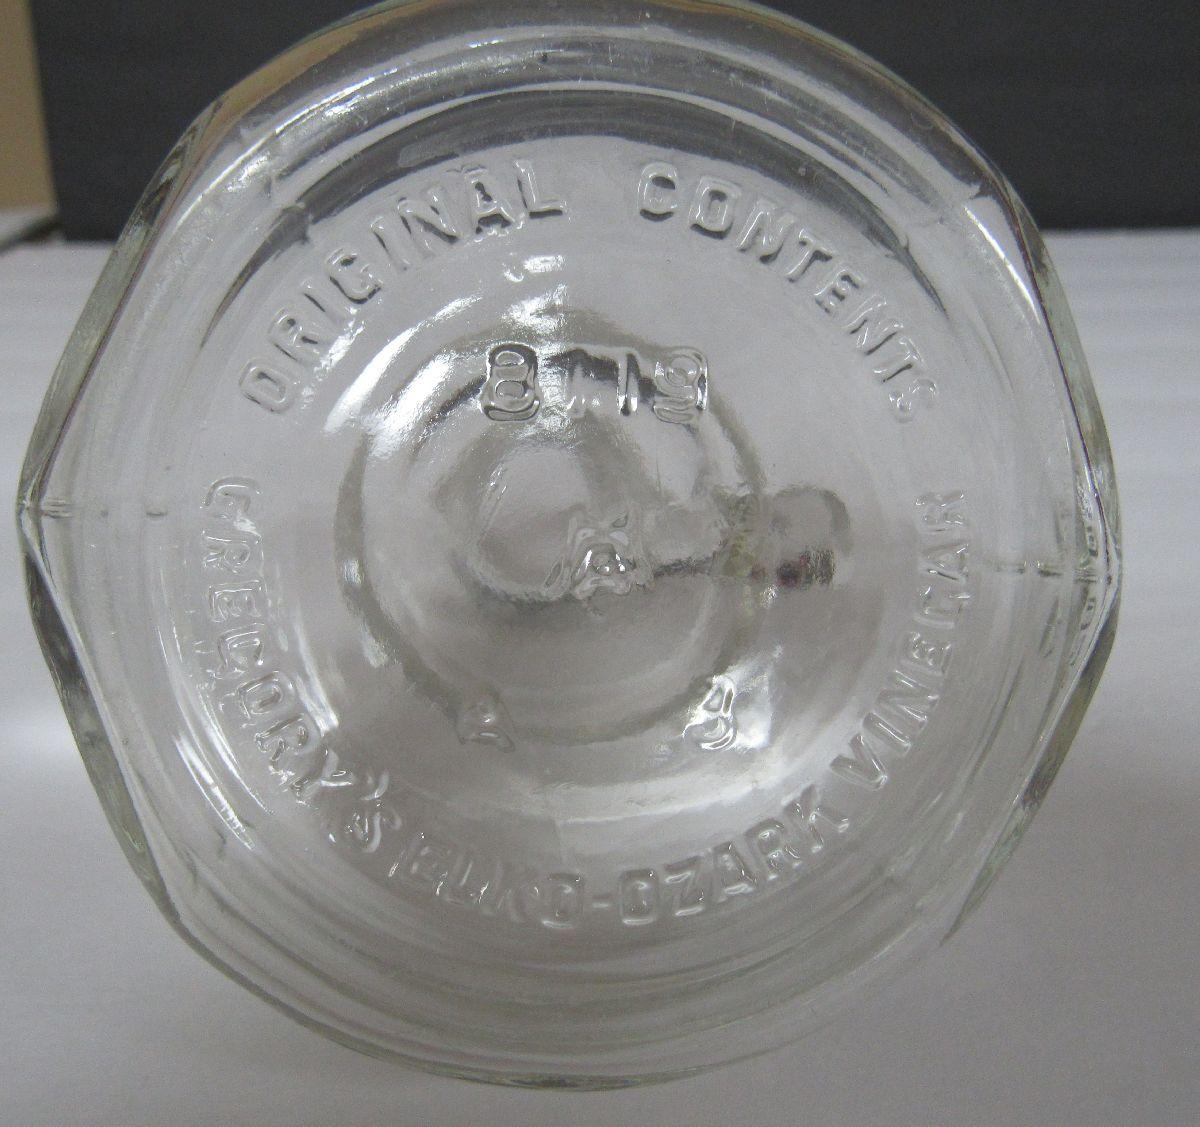 ORIGINAL CONTENTS
GREGORY'S ELKO-OZARK VINEGAR